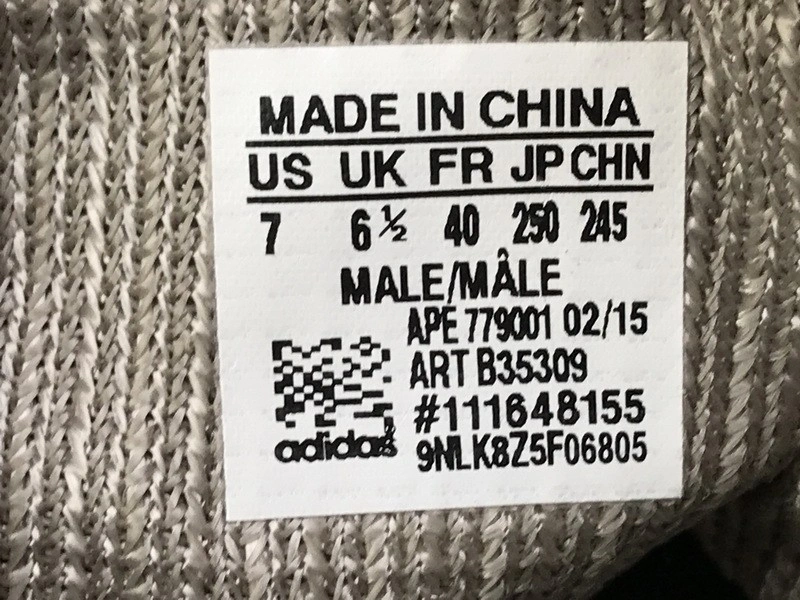 MADE IN CHINA
US UK FR JP CHN
7 6½ 40 250 245
MALE/MÂLE
APE 779001 02/15
ART B35309
#111648155
adidas 9NLK8Z5F06805